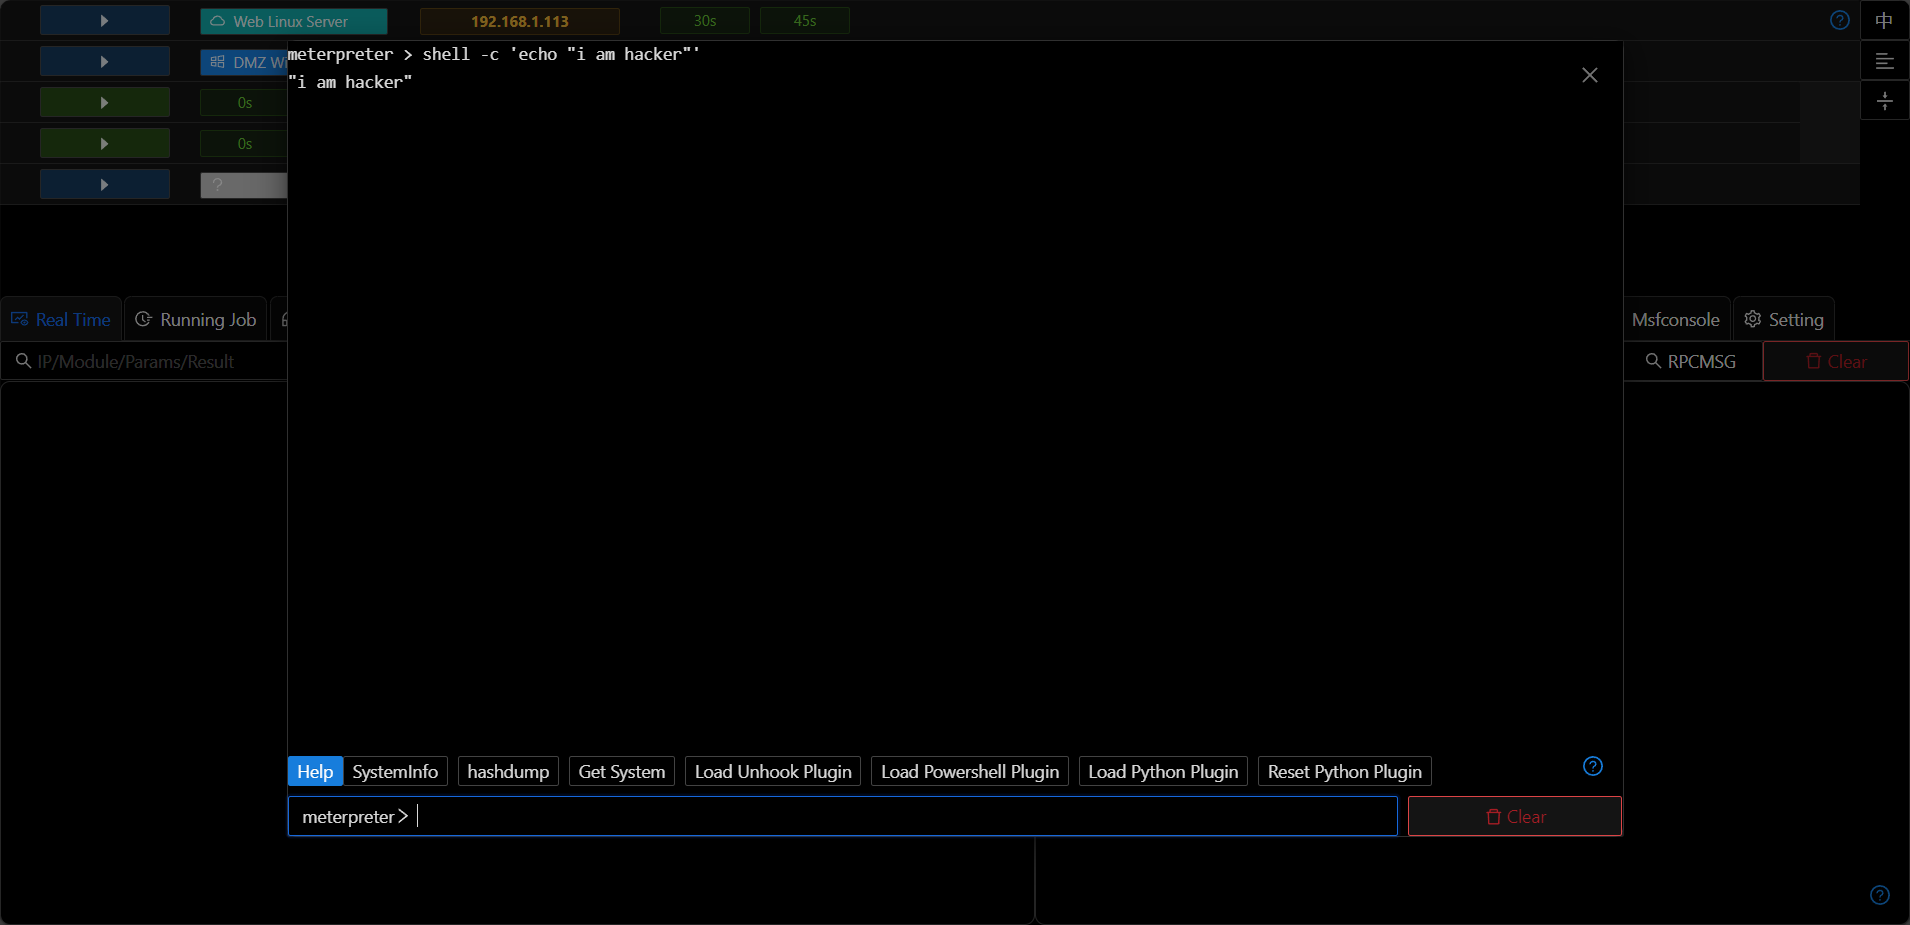 Web Linux Server
192.168.1.113
30s
45s
中
meterpreter > shell -c 'echo "i am hacker"'
"i am hacker"
DMZ
0s
0s
Real Time
Running Job
Msfconsole
Setting
IP/Module/Params/Result
RPCMSG
Clear
Help
SystemInfo
hashdump
Get System
Load Unhook Plugin
Load Powershell Plugin
Load Python Plugin
Reset Python Plugin
meterpreter>
Clear